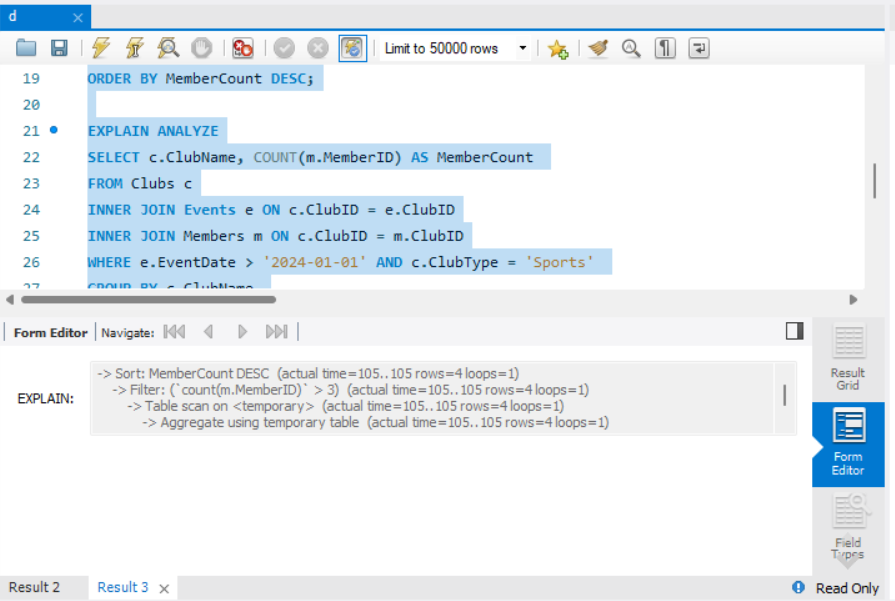 d
Limit to 50000 rows
19 ORDER BY MemberCount DESC;
20
21 EXPLAIN ANALYZE
22 SELECT c.ClubName, COUNT(m.MemberID) AS MemberCount
23 FROM Clubs c
24 INNER JOIN Events e ON c.ClubID = e.ClubID
25 INNER JOIN Members m ON c.ClubID = m.ClubID
26 WHERE e.EventDate > '2024-01-01' AND c.ClubType = 'Sports'
27 GROUP BY c.ClubName
Form Editor Navigate:
EXPLAIN:
-> Sort: MemberCount DESC (actual time=105..105 rows=4 loops=1)
-> Filter: (`count(m.MemberID)` > 3) (actual time=105..105 rows=4 loops=1)
-> Table scan on <temporary> (actual time=105..105 rows=4 loops=1)
-> Aggregate using temporary table (actual time=105..105 rows=4 loops=1)
Result
Grid
Form
Editor
Field
Types
Result 2
Result 3
Read Only